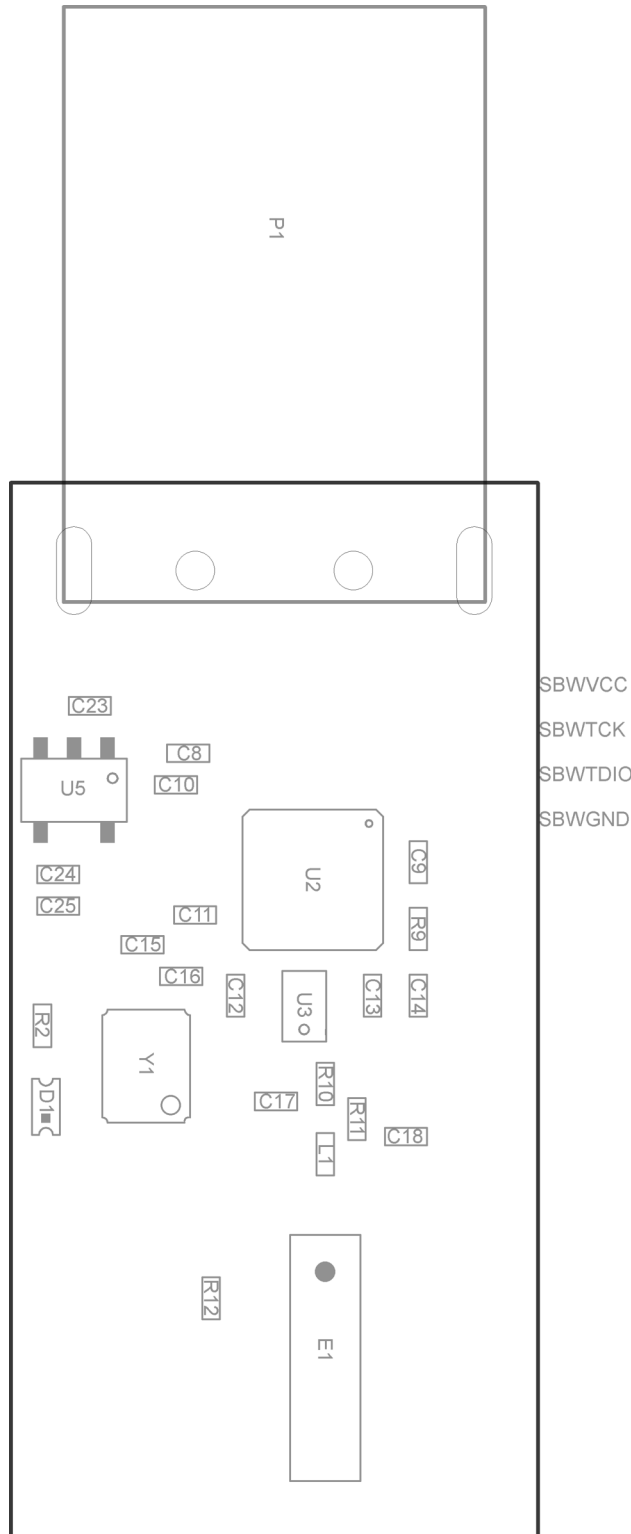 P1
SBWVCC
C23
SBWTCK
C8
SBWTDIO
C10
U5
SBWGND
C9
U2
C24
C25
C11
R9
C15
C16
C12
U3
C13
C14
R2
Y1
R10
C17
D1
R11
C18
L1
R12
E1